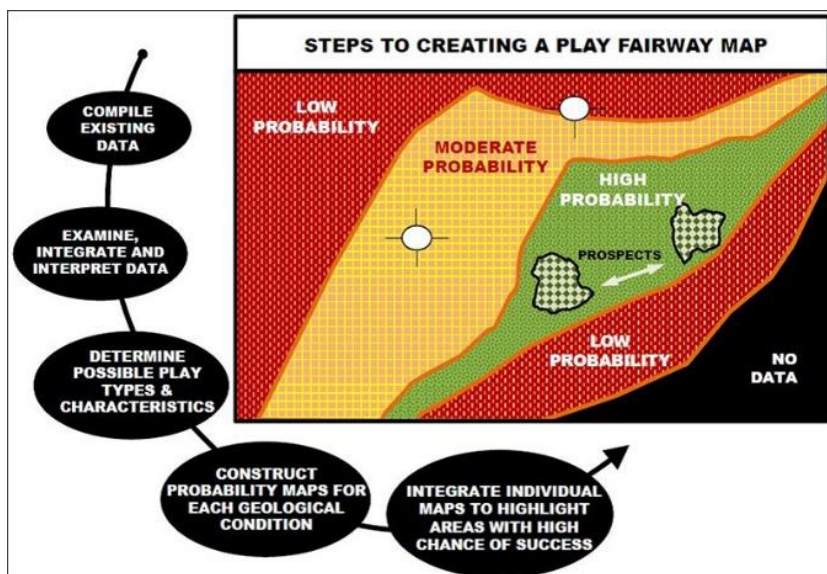 STEPS TO CREATING A PLAY FAIRWAY MAP
COMPILE
EXISTING
DATA
EXAMINE,
INTEGRATE AND
INTERPRET DATA
DETERMINE
POSSIBLE PLAY
TYPES &
CHARACTERISTICS
CONSTRUCT
PROBABILITY MAPS FOR
EACH GEOLOGICAL
CONDITION
INTEGRATE INDIVIDUAL
MAPS TO HIGHLIGHT
AREAS WITH HIGH
CHANCE OF SUCCESS
LOW
PROBABILITY
MODERATE
PROBABILITY
HIGH
PROBABILITY
PROSPECTS
LOW
PROBABILITY
NO
DATA